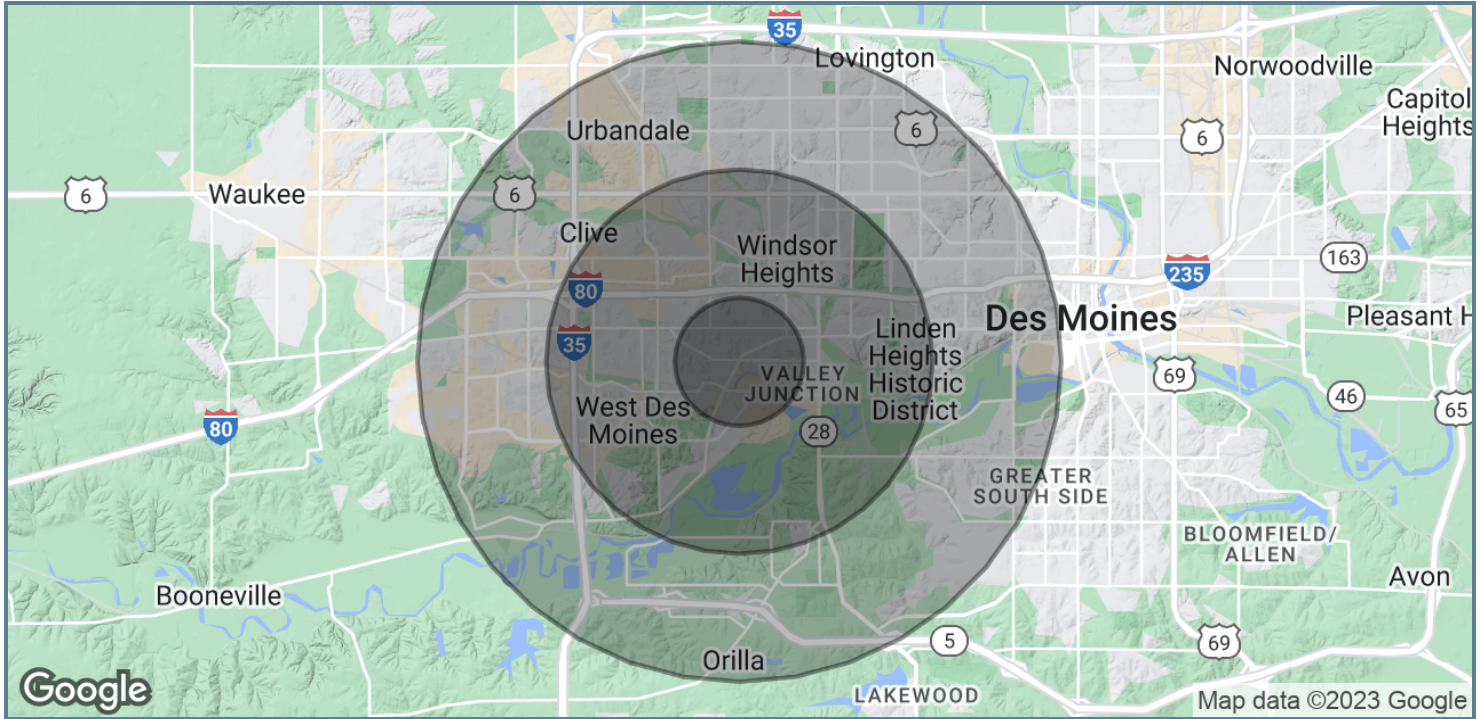 35
Lovington
Norwoodville
Capitol
Heights
Urbandale
6
6
6
Waukee
6
Clive
Windsor
Heights
163
235
80
Des Moines
Pleasant H
Linden
Heights
Historic
District
35
VALLEY
JUNCTION
69
46
65
West Des
Moines
28
80
GREATER
SOUTH SIDE
BLOOMFIELD/
ALLEN
Avon
Booneville
5
69
Orilla
LAKEWOOD
Google
Map data ©2023 Google